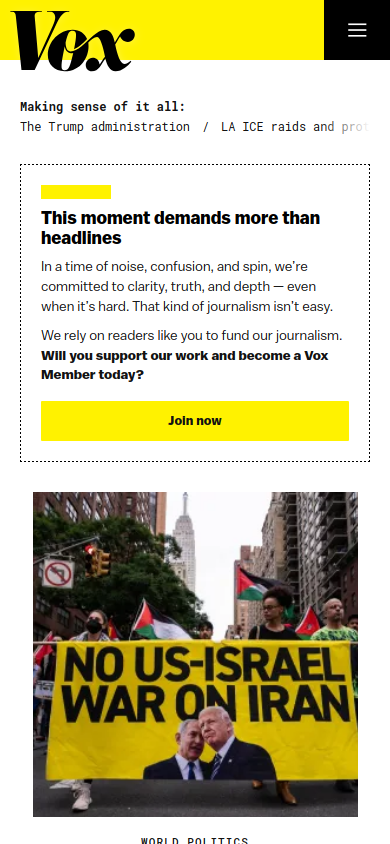 Vox
Making sense of it all:
The Trump administration / LA ICE raids and
This moment demands more than
headlines
In a time of noise, confusion, and spin, we're
committed to clarity, truth, and depth — even
when it's hard. That kind of journalism isn't easy.
We rely on readers like you to fund our journalism.
Will you support our work and become a Vox
Member today?
Join now
NO US-ISRAEL
WAR ON IRAN
WORLD POLITICS